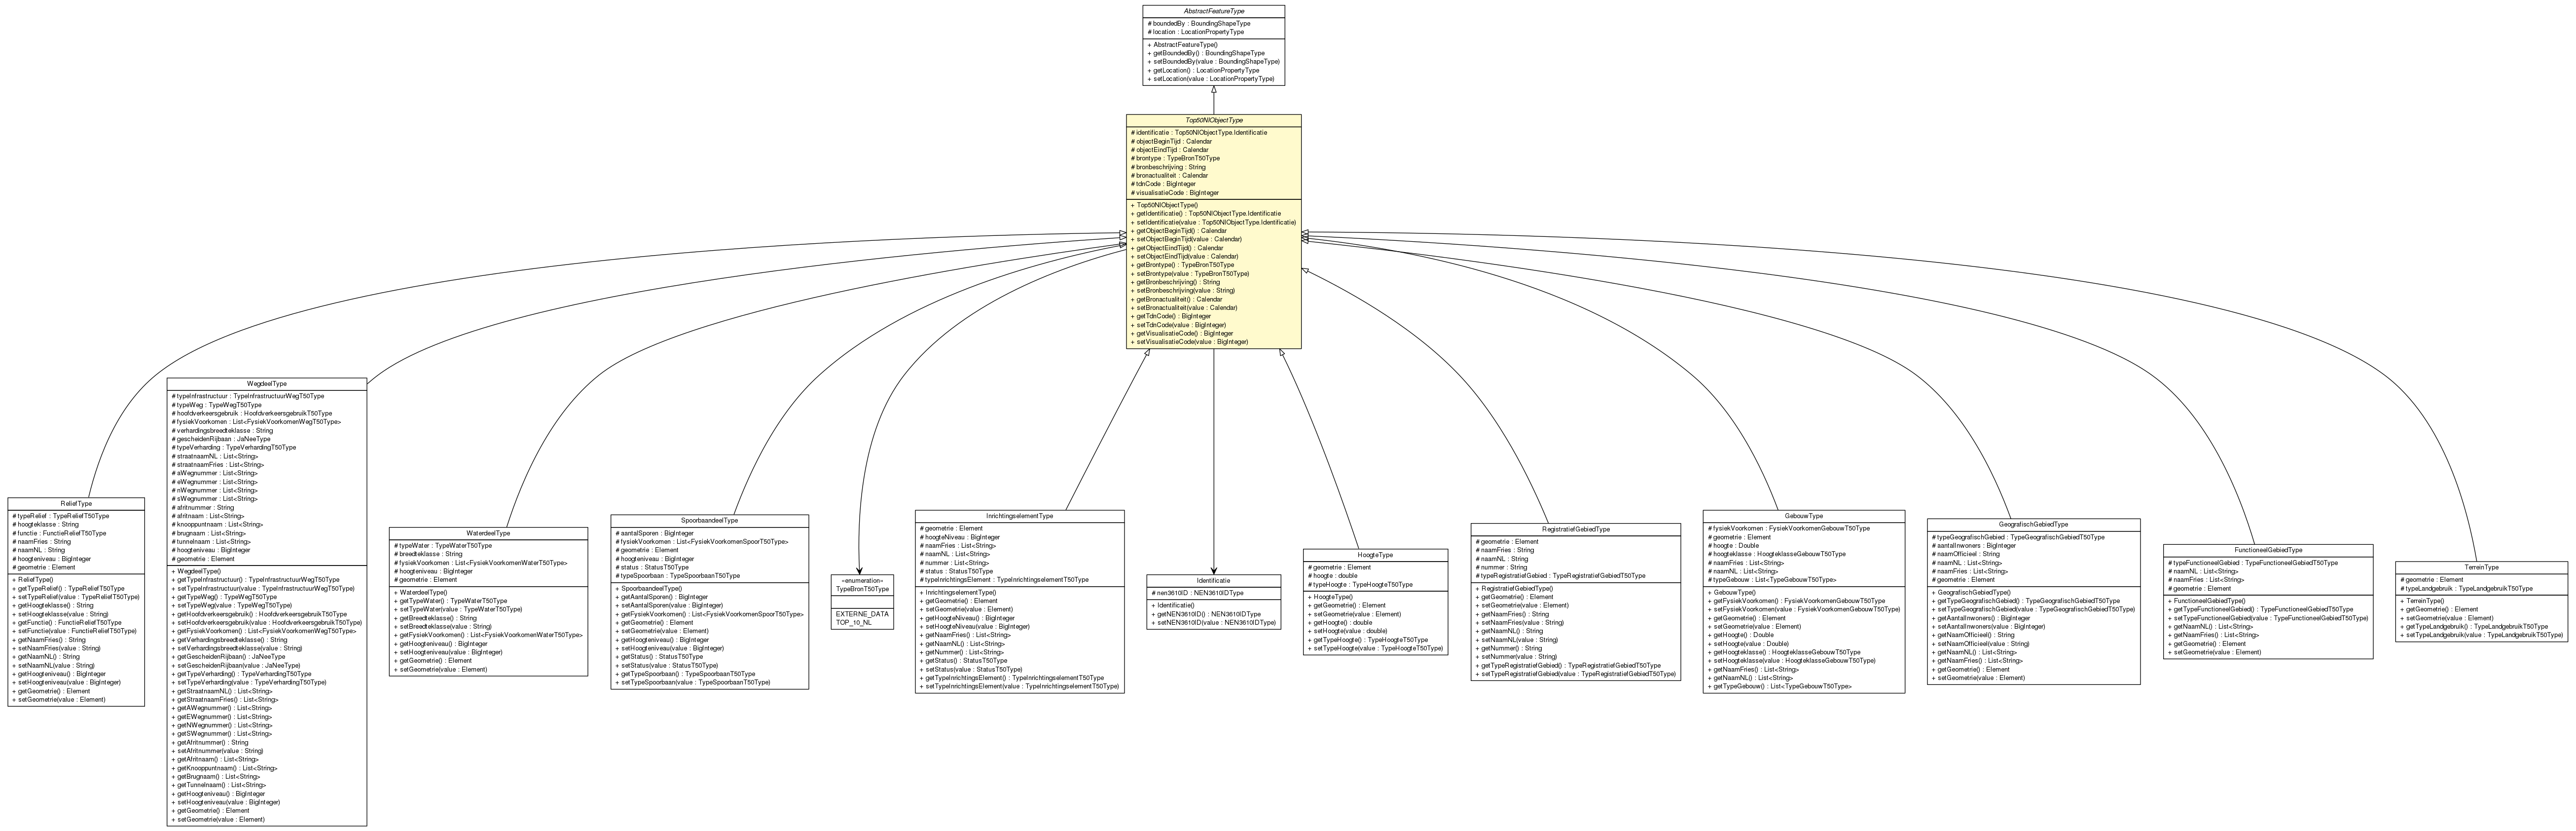 AbstractFeatureType
# boundedBy : BoundingShapeType
# location : LocationPropertyType
+ AbstractFeatureType()
+ getBoundedBy() : BoundingShapeType
+ setBoundedBy(value : BoundingShapeType)
+ getLocation() : LocationPropertyType
+ setLocation(value : LocationPropertyType)
Top50NlObjectType
# identificatie : Top50NlObjectType.Identificatie
# objectBeginTijd : Calendar
# objectEindTijd : Calendar
# brontype : TypeBronT50Type
# bronbeschrijving : String
# bronactualiteit : Calendar
# tdnCode : BigInteger
# visualisatieCode : BigInteger
+ Top50NlObjectType()
+ getIdentificatie() : Top50NlObjectType.Identificatie
+ setIdentificatie(value : Top50NlObjectType.Identificatie)
+ getObjectBeginTijd() : Calendar
+ setObjectBeginTijd(value : Calendar)
+ getObjectEindTijd() : Calendar
+ setObjectEindTijd(value : Calendar)
+ getBrontype() : TypeBronT50Type
+ setBrontype(value : TypeBronT50Type)
+ getBronbeschrijving() : String
+ setBronbeschrijving(value : String)
+ getBronactualiteit() : Calendar
+ setBronactualiteit(value : Calendar)
+ getTdnCode() : BigInteger
+ setTdnCode(value : BigInteger)
+ getVisualisatieCode() : BigInteger
+ setVisualisatieCode(value : BigInteger)
ReliefType
# typeRelief : TypeReliefT50Type
# hoogteklasse : String
# functie : FunctieReliefT50Type
# naamFries : String
# naamNL : String
# hoogteniveau : BigInteger
# geometrie : Element
+ ReliefType()
+ getTypeRelief() : TypeReliefT50Type
+ setTypeRelief(value : TypeReliefT50Type)
+ getHoogteklasse() : String
+ setHoogteklasse(value : String)
+ getFunctie() : FunctieReliefT50Type
+ setFunctie(value : FunctieReliefT50Type)
+ getNaamFries() : String
+ setNaamFries(value : String)
+ getNaamNL() : String
+ setNaamNL(value : String)
+ getHoogteniveau() : BigInteger
+ setHoogteniveau(value : BigInteger)
+ getGeometrie() : Element
+ setGeometrie(value : Element)
WegdeelType
# typeInfrastructuur : TypeInfrastructuurWegT50Type
# typeWeg : TypeWegT50Type
# hoofdverkeersgebruik : HoofdverkeersgebruikT50Type
# fysiekVoorkomen : List<FysiekVoorkomenWegT50Type>
# verhardingsbreedteklasse : String
# gescheidenRijbaan : JaNeeType
# typeVerharding : TypeVerhardingT50Type
# straatnaamNL : List<String>
# straatnaamFries : List<String>
# aWegnummer : List<String>
# eWegnummer : List<String>
# nWegnummer : List<String>
# sWegnummer : List<String>
# afritnummer : String
# afritnaam : List<String>
# knooppuntnaam : List<String>
# brugnaam : List<String>
# tunnelnaam : List<String>
# hoogteniveau : BigInteger
# geometrie : Element
+ WegdeelType()
+ getTypeInfrastructuur() : TypeInfrastructuurWegT50Type
+ setTypeInfrastructuur(value : TypeInfrastructuurWegT50Type)
+ getTypeWeg() : TypeWegT50Type
+ setTypeWeg(value : TypeWegT50Type)
+ getHoofdverkeersgebruik() : HoofdverkeersgebruikT50Type
+ setHoofdverkeersgebruik(value : HoofdverkeersgebruikT50Type)
+ getFysiekVoorkomen() : List<FysiekVoorkomenWegT50Type>
+ getVerhardingsbreedteklasse() : String
+ setVerhardingsbreedteklasse(value : String)
+ getGescheidenRijbaan() : JaNeeType
+ setGescheidenRijbaan(value : JaNeeType)
+ getTypeVerharding() : TypeVerhardingT50Type
+ setTypeVerharding(value : TypeVerhardingT50Type)
+ getStraatnaamNL() : List<String>
+ getStraatnaamFries() : List<String>
+ getAWegnummer() : List<String>
+ getEWegnummer() : List<String>
+ getNWegnummer() : List<String>
+ getSWegnummer() : List<String>
+ getAfritnummer() : String
+ setAfritnummer(value : String)
+ getAfritnaam() : List<String>
+ getKnooppuntnaam() : List<String>
+ getBrugnaam() : List<String>
+ getTunnelnaam() : List<String>
+ getHoogteniveau() : BigInteger
+ setHoogteniveau(value : BigInteger)
+ getGeometrie() : Element
+ setGeometrie(value : Element)
WaterdeelType
# typeWater : TypeWaterT50Type
# breedteklasse : String
# fysiekVoorkomen : List<FysiekVoorkomenWaterT50Type>
# hoogteniveau : BigInteger
# geometrie : Element
+ WaterdeelType()
+ getTypeWater() : TypeWaterT50Type
+ setTypeWater(value : TypeWaterT50Type)
+ getBreedteklasse() : String
+ setBreedteklasse(value : String)
+ getFysiekVoorkomen() : List<FysiekVoorkomenWaterT50Type>
+ getHoogteniveau() : BigInteger
+ setHoogteniveau(value : BigInteger)
+ getGeometrie() : Element
+ setGeometrie(value : Element)
SpoorbaandeelType
# aantalSporen : BigInteger
# fysiekVoorkomen : List<FysiekVoorkomenSpoorT50Type>
# geometrie : Element
# hoogteniveau : BigInteger
# status : StatusT50Type
# typeSpoorbaan : TypeSpoorbaanT50Type
+ SpoorbaandeelType()
+ getAantalSporen() : BigInteger
+ setAantalSporen(value : BigInteger)
+ getFysiekVoorkomen() : List<FysiekVoorkomenSpoorT50Type>
+ getGeometrie() : Element
+ setGeometrie(value : Element)
+ getHoogteniveau() : BigInteger
+ setHoogteniveau(value : BigInteger)
+ getStatus() : StatusT50Type
+ setStatus(value : StatusT50Type)
+ getTypeSpoorbaan() : TypeSpoorbaanT50Type
+ setTypeSpoorbaan(value : TypeSpoorbaanT50Type)
«enumeration»
TypeBronT50Type
EXTERNE_DATA
TOP_10_NL
InrichtingselementType
# geometrie : Element
# hoogteNiveau : BigInteger
# naamFries : List<String>
# naamNL : List<String>
# nummer : List<String>
# status : StatusT50Type
# typeInrichtingsElement : TypeInrichtingselementT50Type
+ InrichtingselementType()
+ getGeometrie() : Element
+ setGeometrie(value : Element)
+ getHoogteNiveau() : BigInteger
+ setHoogteNiveau(value : BigInteger)
+ getNaamFries() : List<String>
+ getNaamNL() : List<String>
+ getNummer() : List<String>
+ getStatus() : StatusT50Type
+ setStatus(value : StatusT50Type)
+ getTypeInrichtingsElement() : TypeInrichtingselementT50Type
+ setTypeInrichtingsElement(value : TypeInrichtingselementT50Type)
Identificatie
# nen3610ID : NEN3610IDType
+ Identificatie()
+ getNEN3610ID() : NEN3610IDType
+ setNEN3610ID(value : NEN3610IDType)
HoogteType
# geometrie : Element
# hoogte : double
# typeHoogte : TypeHoogteT50Type
+ HoogteType()
+ getGeometrie() : Element
+ setGeometrie(value : Element)
+ getHoogte() : double
+ setHoogte(value : double)
+ getTypeHoogte() : TypeHoogteT50Type
+ setTypeHoogte(value : TypeHoogteT50Type)
RegistratiefGebiedType
# geometrie : Element
# naamFries : String
# naamNL : String
# nummer : String
# typeRegistratiefGebied : TypeRegistratiefGebiedT50Type
+ RegistratiefGebiedType()
+ getGeometrie() : Element
+ setGeometrie(value : Element)
+ getNaamFries() : String
+ setNaamFries(value : String)
+ getNaamNL() : String
+ setNaamNL(value : String)
+ getNummer() : String
+ setNummer(value : String)
+ getTypeRegistratiefGebied() : TypeRegistratiefGebiedT50Type
+ setTypeRegistratiefGebied(value : TypeRegistratiefGebiedT50Type)
GebouwType
# fysiekVoorkomen : FysiekVoorkomenGebouwT50Type
# geometrie : Element
# hoogte : Double
# hoogteklasse : HoogteklasseGebouwT50Type
# naamFries : List<String>
# naamNL : List<String>
# typeGebouw : List<TypeGebouwT50Type>
+ GebouwType()
+ getFysiekVoorkomen() : FysiekVoorkomenGebouwT50Type
+ setFysiekVoorkomen(value : FysiekVoorkomenGebouwT50Type)
+ getGeometrie() : Element
+ setGeometrie(value : Element)
+ getHoogte() : Double
+ setHoogte(value : Double)
+ getHoogteklasse() : HoogteklasseGebouwT50Type
+ setHoogteklasse(value : HoogteklasseGebouwT50Type)
+ getNaamFries() : List<String>
+ getNaamNL() : List<String>
+ getTypeGebouw() : List<TypeGebouwT50Type>
GeografischGebiedType
# typeGeografischGebied : TypeGeografischGebiedT50Type
# aantalInwoners : BigInteger
# naamOfficieel : String
# naamNL : List<String>
# naamFries : List<String>
# geometrie : Element
+ GeografischGebiedType()
+ getTypeGeografischGebied() : TypeGeografischGebiedT50Type
+ setTypeGeografischGebied(value : TypeGeografischGebiedT50Type)
+ getAantalInwoners() : BigInteger
+ setAantalInwoners(value : BigInteger)
+ getNaamOfficieel() : String
+ setNaamOfficieel(value : String)
+ getNaamNL() : List<String>
+ getNaamFries() : List<String>
+ getGeometrie() : Element
+ setGeometrie(value : Element)
FunctioneelGebiedType
# typeFunctioneelGebied : TypeFunctioneelGebiedT50Type
# naamNL : List<String>
# naamFries : List<String>
# geometrie : Element
+ FunctioneelGebiedType()
+ getTypeFunctioneelGebied() : TypeFunctioneelGebiedT50Type
+ setTypeFunctioneelGebied(value : TypeFunctioneelGebiedT50Type)
+ getNaamNL() : List<String>
+ getNaamFries() : List<String>
+ getGeometrie() : Element
+ setGeometrie(value : Element)
TerreinType
# geometrie : Element
# typeLandgebruik : TypeLandgebruikT50Type
+ TerreinType()
+ getGeometrie() : Element
+ setGeometrie(value : Element)
+ getTypeLandgebruik() : TypeLandgebruikT50Type
+ setTypeLandgebruik(value : TypeLandgebruikT50Type)